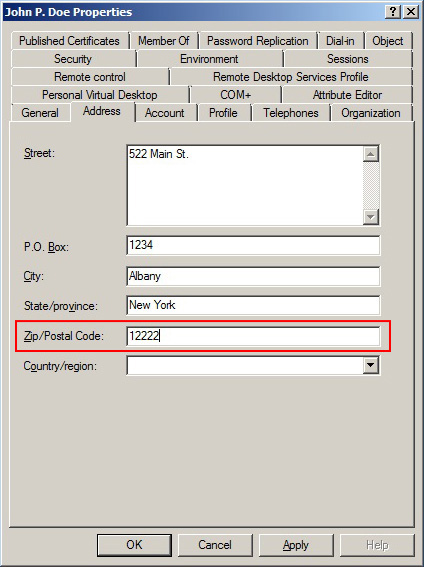 John P. Doe Properties
Published Certificates Member Of Password Replication Dial-in Object
Security Environment Sessions
Remote control Remote Desktop Services Profile
Personal Virtual Desktop COM+ Attribute Editor
General Address Account Profile Telephones Organization
Street: 522 Main St.
P.O. Box: 1234
City: Albany
State/province: New York
Zip/Postal Code: 12222
Country/region:
OK Cancel Apply Help